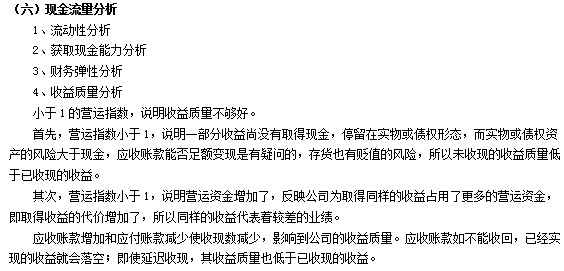 （六）现金流量分析
1、流动性分析
2、获取现金能力分析
3、财务弹性分析
4、收益质量分析
小于1的营运指数，说明收益质量不够好。
首先，营运指数小于1，说明一部分收益尚没有取得现金，停留在实物或债权形态，而实物或债权资
产的风险大于现金，应收账款能否足额变现是有疑问的，存货也有贬值的风险，所以未收现的收益质量低
于已收现的收益。
其次，营运指数小于1，说明营运资金增加了，反映公司为取得同样的收益占用了更多的营运资金，
即取得收益的代价增加了，所以同样的收益代表着较差的业绩。
应收账款增加和应付账款减少使收现数减少，影响到公司的收益质量。应收账款如不能收回，已经实
现的收益就会落空；即使延迟收现，其收益质量也低于已收现的收益。